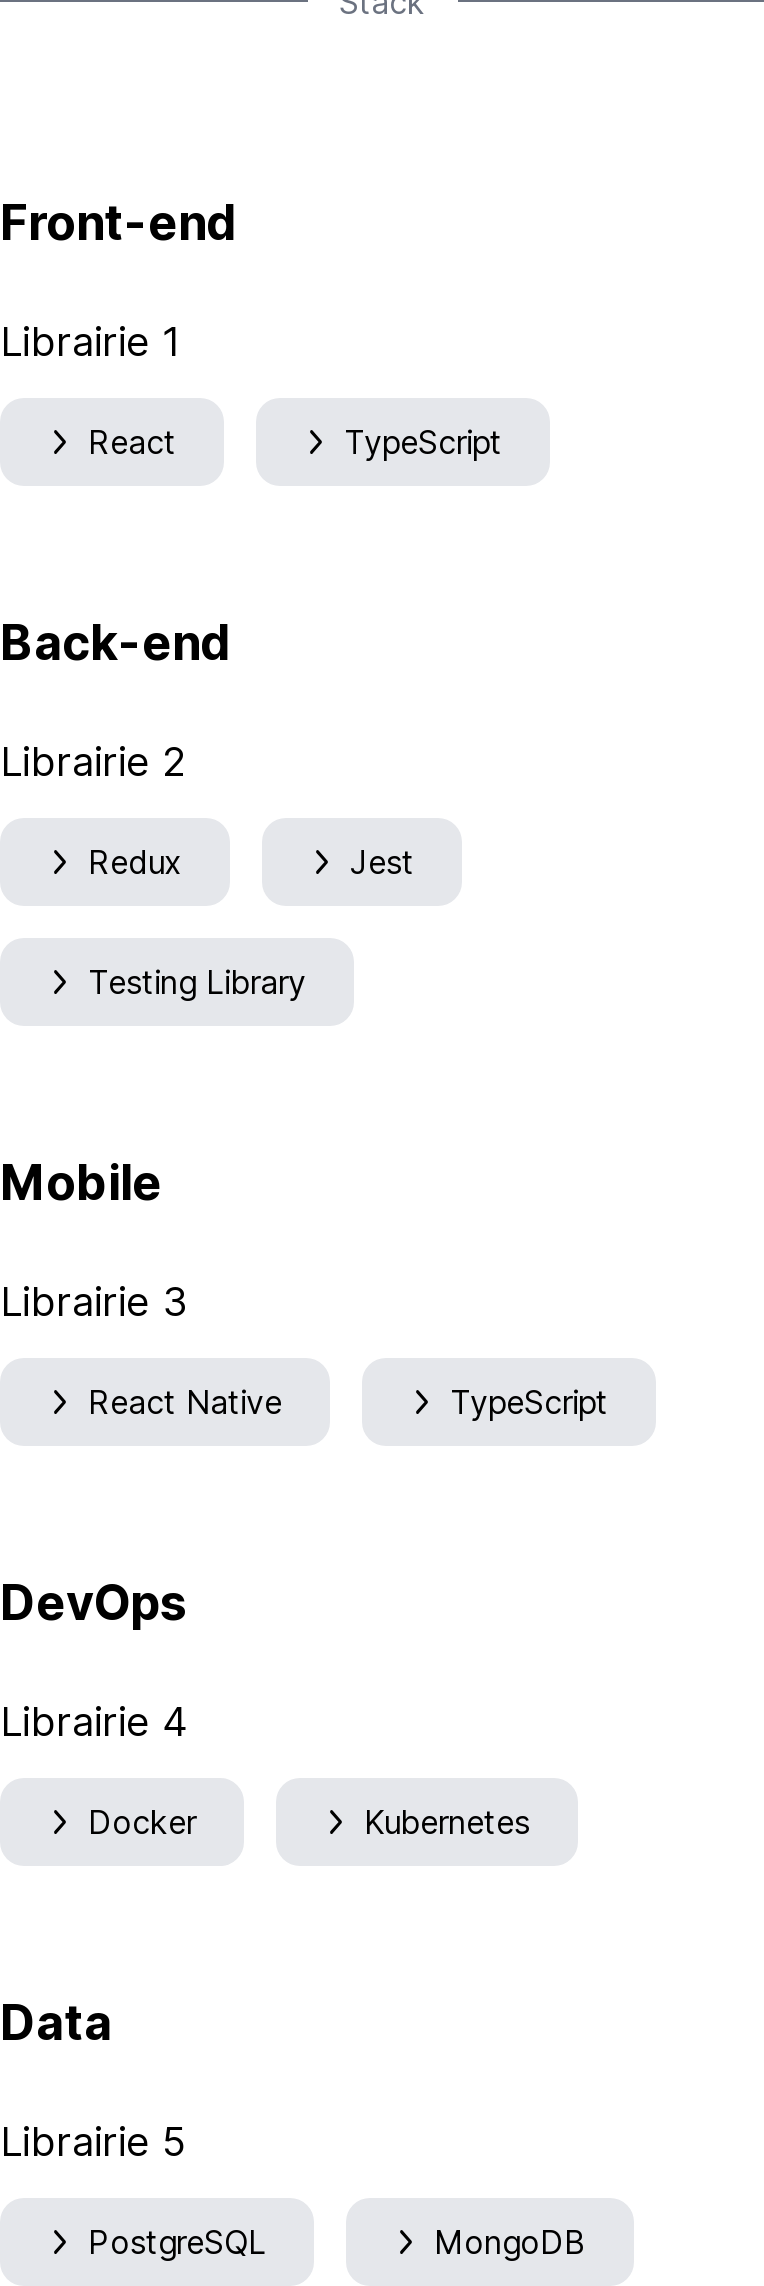 Stack
Front-end
Librairie 1
React TypeScript
Back-end
Librairie 2
Redux Jest
Testing Library
Mobile
Librairie 3
React Native TypeScript
DevOps
Librairie 4
Docker Kubernetes
Data
Librairie 5
PostgreSQL MongoDB